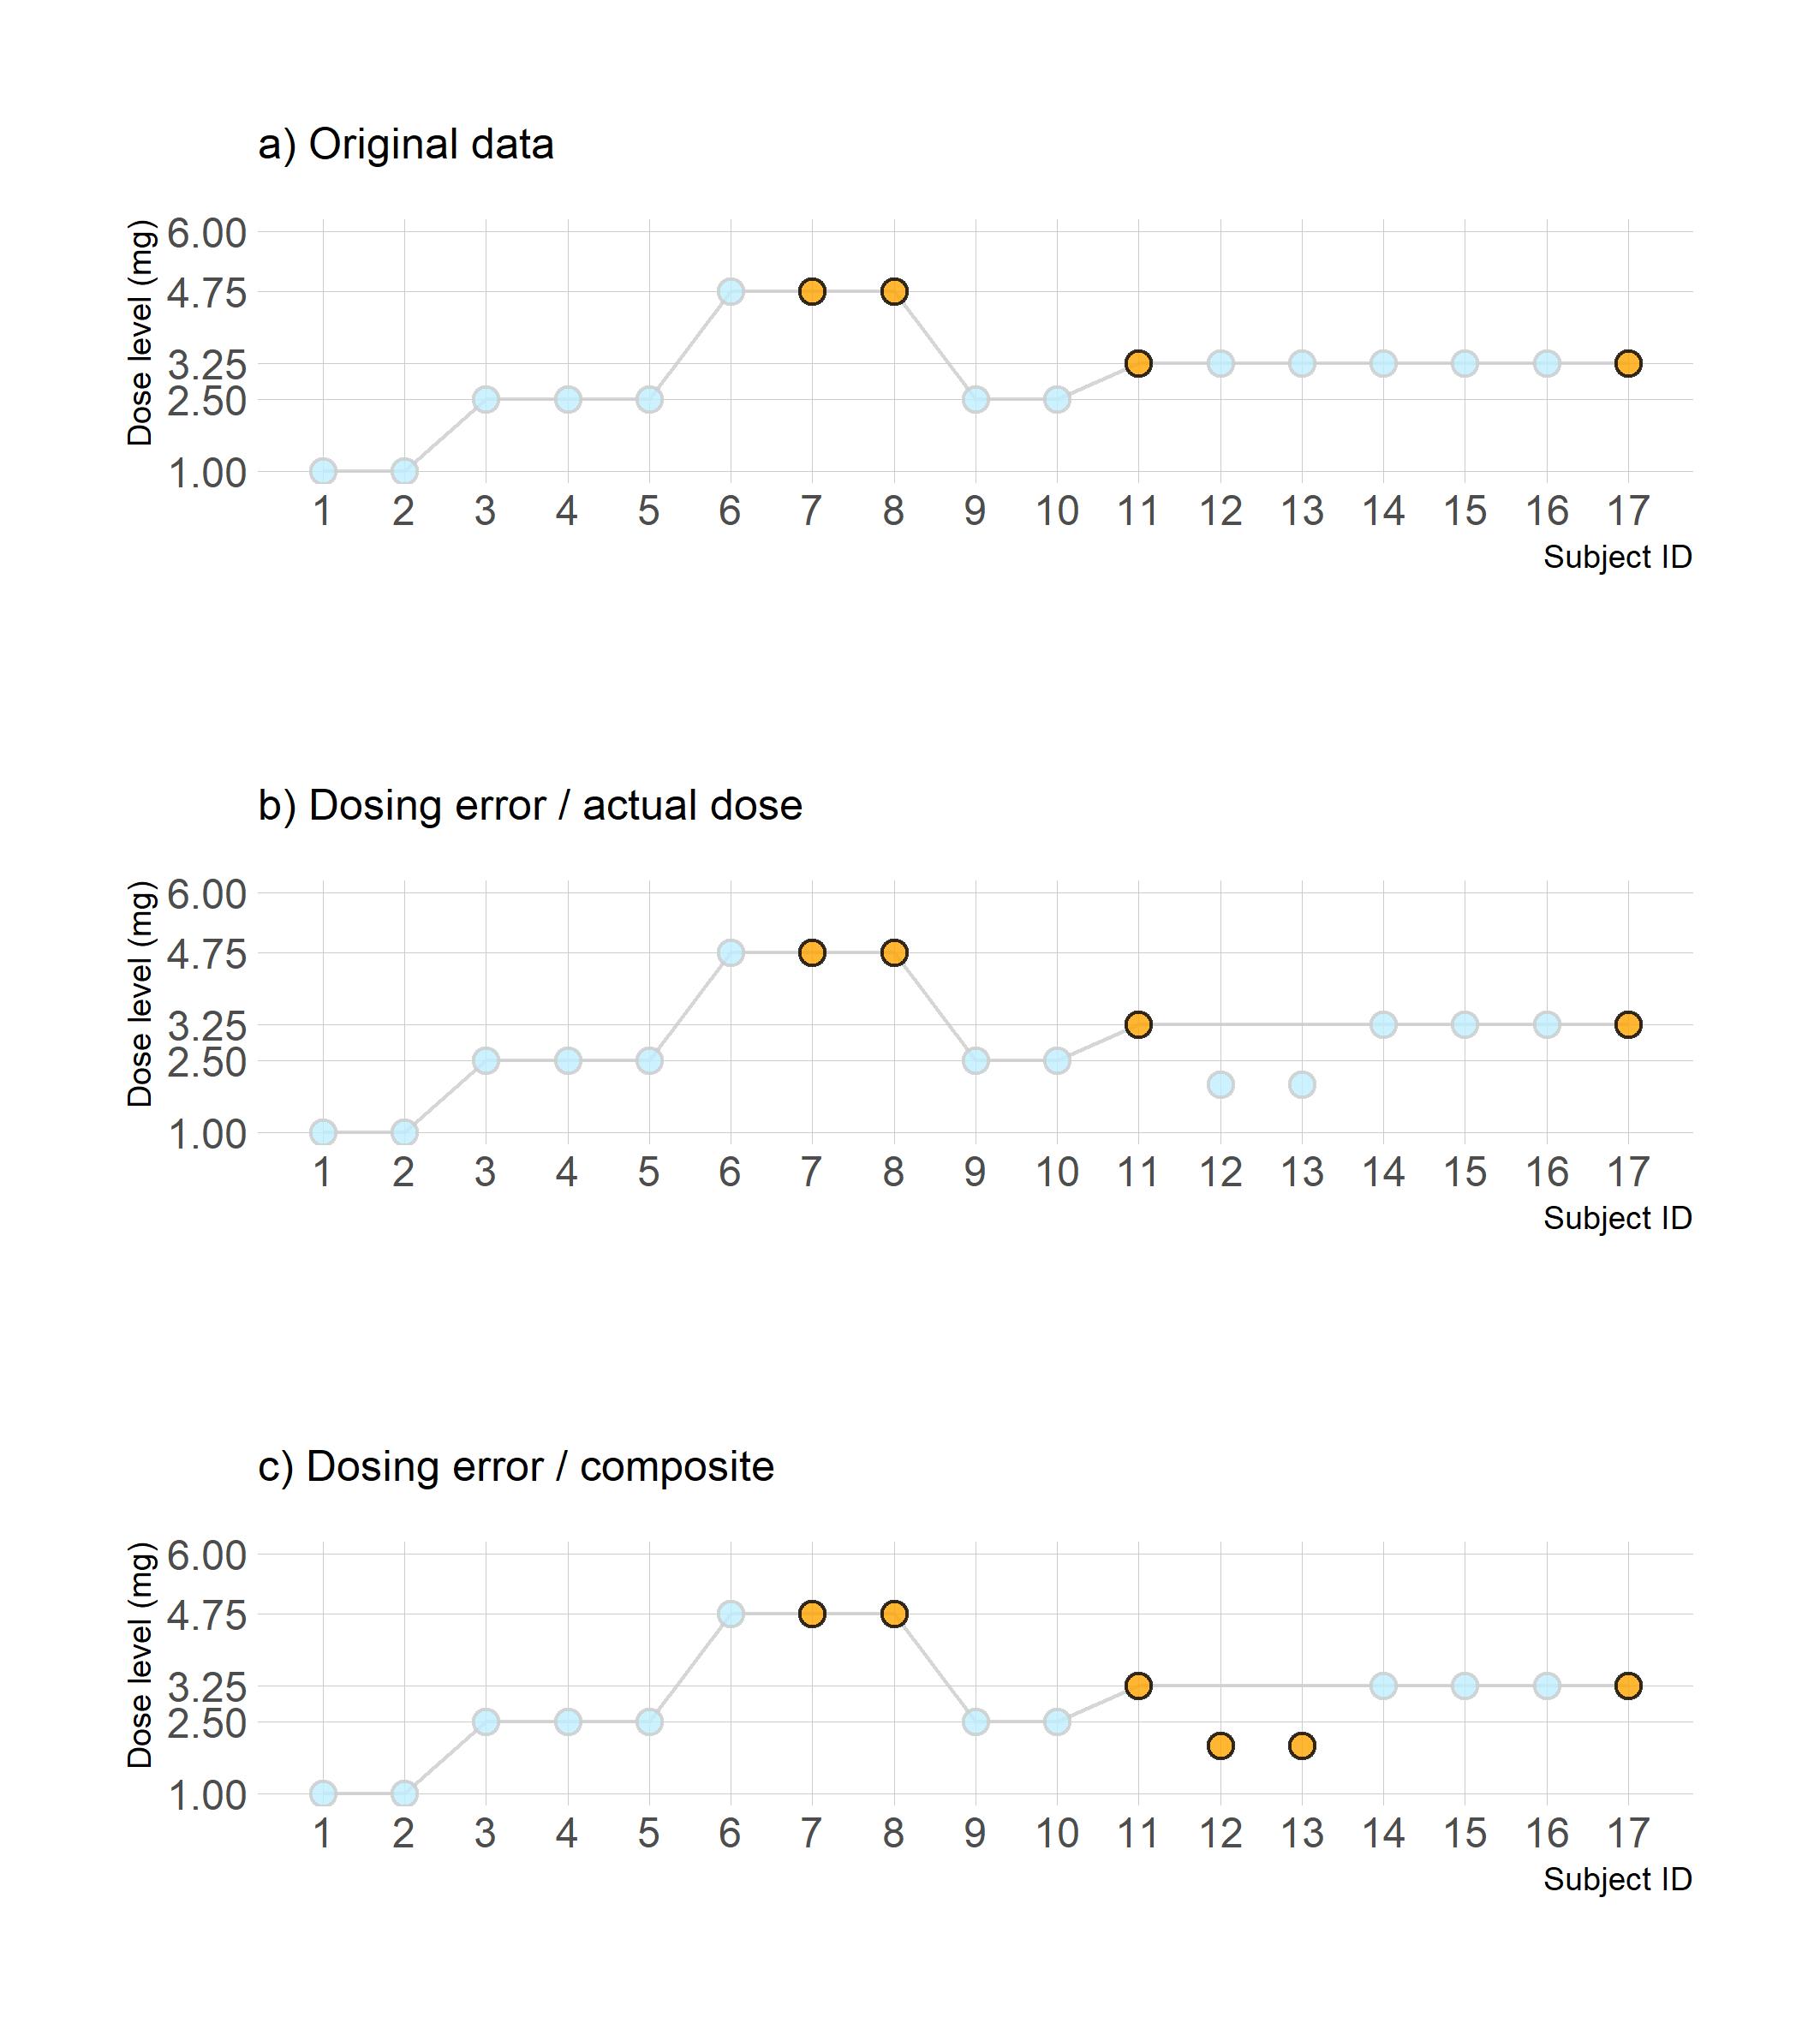 a) Original data
Dose level (mg)
6.00
4.75
3.25
2.50
1.00
1 2 3 4 5 6 7 8 9 10 11 12 13 14 15 16 17
Subject ID
b) Dosing error / actual dose
Dose level (mg)
6.00
4.75
3.25
2.50
1.00
1 2 3 4 5 6 7 8 9 10 11 12 13 14 15 16 17
Subject ID
c) Dosing error / composite
Dose level (mg)
6.00
4.75
3.25
2.50
1.00
1 2 3 4 5 6 7 8 9 10 11 12 13 14 15 16 17
Subject ID